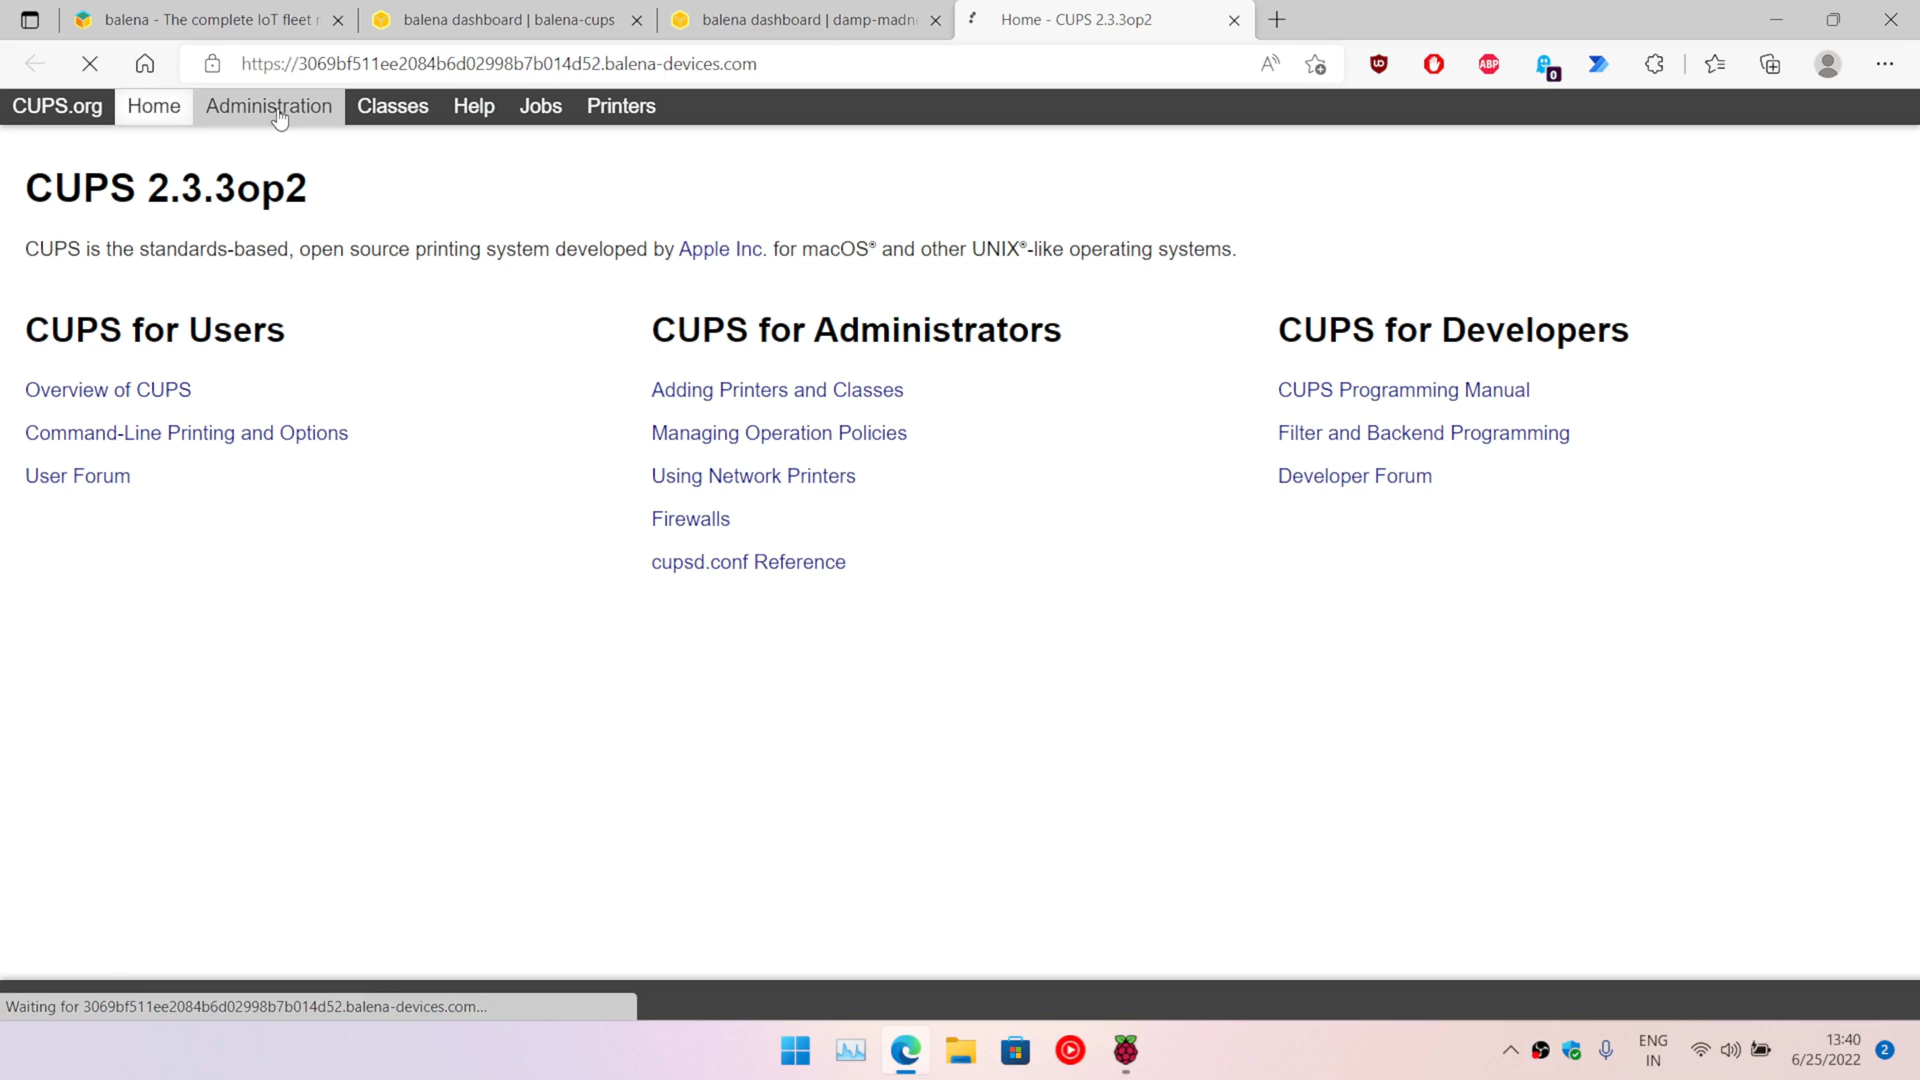 balena - The complete IoT fleet
balena dashboard | balena-cups
balena dashboard | damp-madn
Home - CUPS 2.3.3op2
https://3069bf511ee2084b6d02998b7b014d52.balena-devices.com
UD
ABP
0
CUPS.org Home Administration Classes Help Jobs Printers
CUPS 2.3.3op2
CUPS is the standards-based, open source printing system developed by Apple Inc. for macOS® and other UNIX®-like operating systems.
CUPS for Users
Overview of CUPS
Command-Line Printing and Options
User Forum
CUPS for Administrators
Adding Printers and Classes
Managing Operation Policies
Using Network Printers
Firewalls
cupsd.conf Reference
CUPS for Developers
CUPS Programming Manual
Filter and Backend Programming
Developer Forum
Waiting for 3069bf511ee2084b6d02998b7b014d52.balena-devices.com...
ENG
IN
13:40
6/25/2022
2